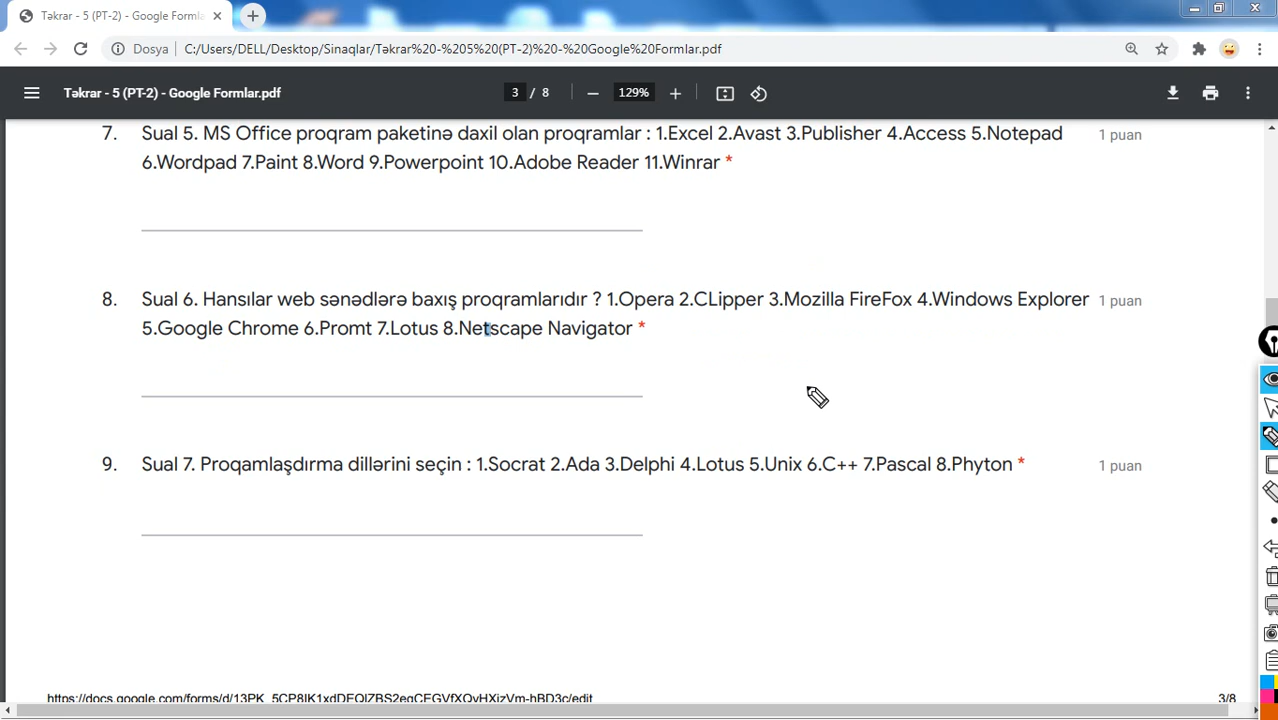 Təkrar - 5 (PT-2) - Google Formla
Dosya C:/Users/DELL/Desktop/Sinaqlar/Təkrar%20-%205%20(PT-2)%20-%20Google%20Formlar.pdf
Təkrar - 5 (PT-2) - Google Formlar.pdf 3 / 8 129%
7. Sual 5. MS Office proqram paketinə daxil olan proqramlar : 1.Excel 2.Avast 3.Publisher 4.Access 5.Notepad 1 puan
6.Wordpad 7.Paint 8.Word 9.Powerpoint 10.Adobe Reader 11.Winrar *
8. Sual 6. Hansılar web sənədlərə baxış proqramlarıdır ? 1.Opera 2.CLipper 3.Mozilla FireFox 4.Windows Explorer 1 puan
5.Google Chrome 6.Promt 7.Lotus 8.Netscape Navigator *
9. Sual 7. Proqamlaşdırma dillərini seçin : 1.Socrat 2.Ada 3.Delphi 4.Lotus 5.Unix 6.C++ 7.Pascal 8.Phyton * 1 puan
3/8